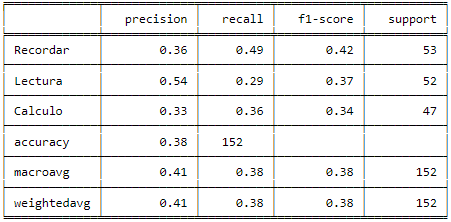 precision recall f1-score support
Recordar 0.36 0.49 0.42 53
Lectura 0.54 0.29 0.37 52
Calculo 0.33 0.36 0.34 47
accuracy 0.38 152
macroavg 0.41 0.38 0.38 152
weightedavg 0.41 0.38 0.38 152